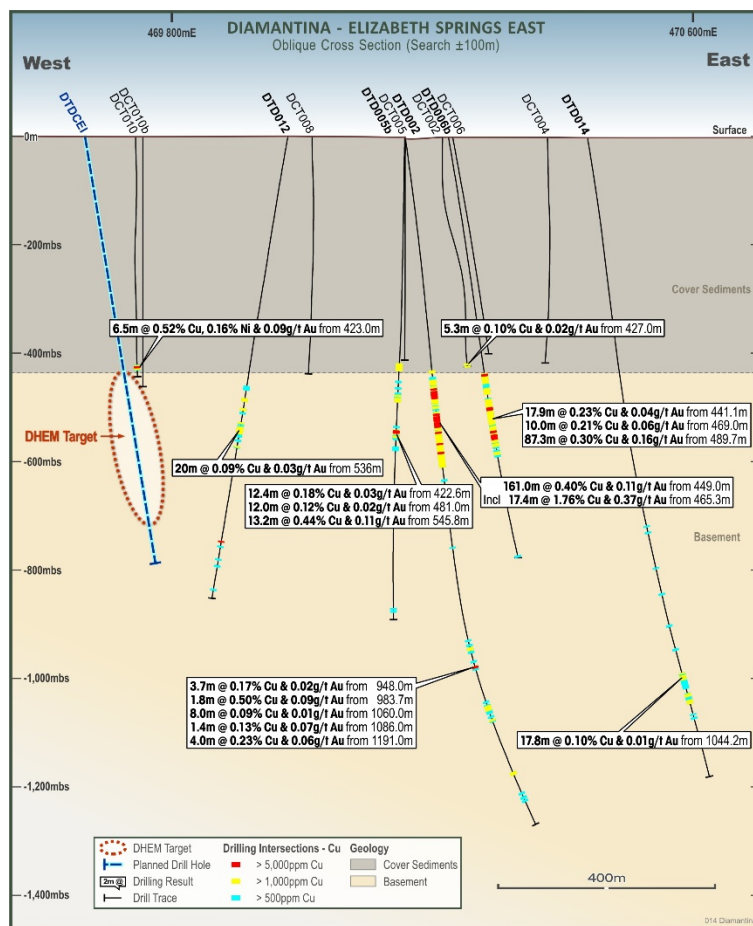 DIAMANTINA - ELIZABETH SPRINGS EAST
Oblique Cross Section (Search ±100m)
469 800mE
470 600mE
West
East
DTDCEI
DCT010
DCT010b
DTD012
DCT008
DTD005b
DCT005
DTD002
DCT002
DTD006b
DCT006
DCT004
DTD014
0m
Surface
-200mbs
Cover Sediments
6.5m @ 0.52% Cu, 0.16% Ni & 0.09g/t Au from 423.0m
5.3m @ 0.10% Cu & 0.02g/t Au from 427.0m
-400mbs
17.9m @ 0.23% Cu & 0.04g/t Au from 441.1m
10.0m @ 0.21% Cu & 0.06g/t Au from 469.0m
87.3m @ 0.30% Cu & 0.16g/t Au from 489.7m
DHEM Target
-600mbs
20m @ 0.09% Cu & 0.03g/t Au from 536m
161.0m @ 0.40% Cu & 0.11g/t Au from 449.0m
Incl 17.4m @ 1.76% Cu & 0.37g/t Au from 465.3m
12.4m @ 0.18% Cu & 0.03g/t Au from 422.6m
12.0m @ 0.12% Cu & 0.02g/t Au from 481.0m
13.2m @ 0.44% Cu & 0.11g/t Au from 545.8m
Basement
-800mbs
-1,000mbs
3.7m @ 0.17% Cu & 0.02g/t Au from 948.0m
1.8m @ 0.50% Cu & 0.09g/t Au from 983.7m
8.0m @ 0.09% Cu & 0.01g/t Au from 1060.0m
1.4m @ 0.13% Cu & 0.07g/t Au from 1086.0m
4.0m @ 0.23% Cu & 0.06g/t Au from 1191.0m
17.8m @ 0.10% Cu & 0.01g/t Au from 1044.2m
-1,200mbs
DHEM Target
Planned Drill Hole
2m @ Drilling Result
Drill Trace
Drilling Intersections - Cu
> 5,000ppm Cu
> 1,000ppm Cu
> 500ppm Cu
Geology
Cover Sediments
Basement
400m
-1,400mbs
014 Diamantin